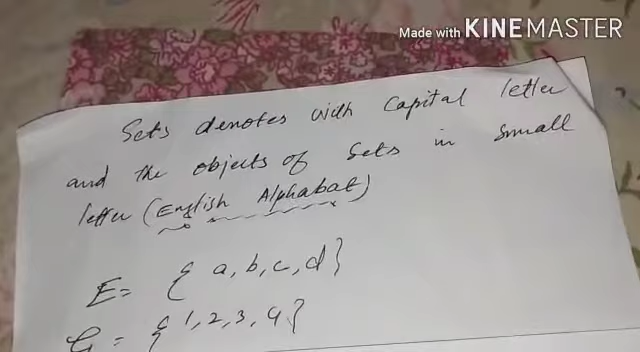 Made with KINEMASTER
Sets denotes with Capital letter
and the objects of Sets in Small
letter (English Alphabat)
E = { a, b, c, d }
G = { 1, 2, 3, 4 }